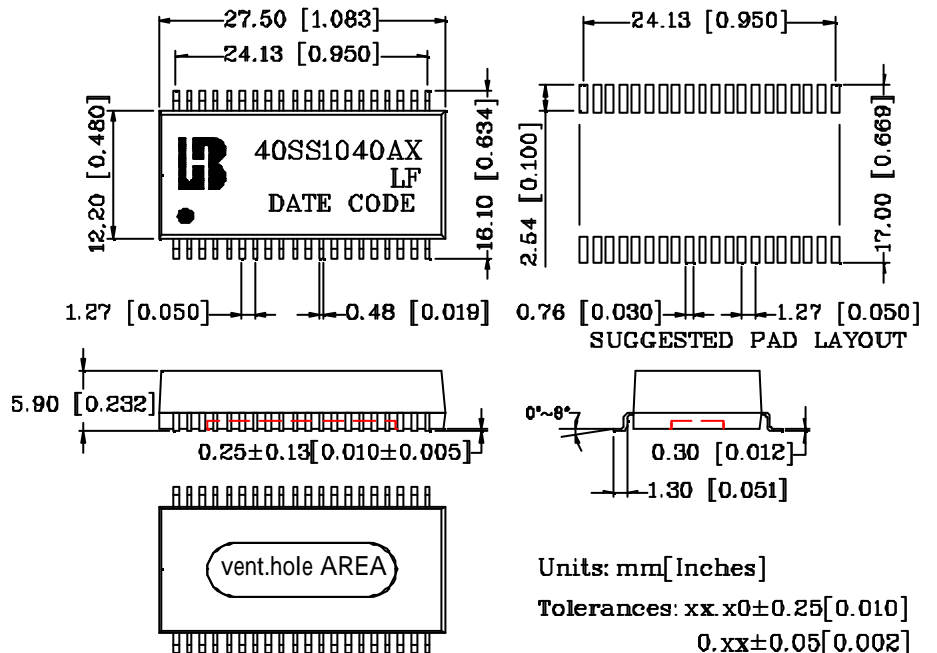 27.50 [1.083]
24.13 [0.950]
24.13 [0.950]
12.20 [0.480]
40SS1040AX
LF
DATE CODE
16.10 [0.634]
2.54 [0.100]
17.00 [0.669]
1.27 [0.050]
0.48 [0.019]
0.76 [0.030]
1.27 [0.050]
SUGGESTED PAD LAYOUT
5.90 [0.232]
0.25±0.13[0.010±0.005]
0°~8°
0.30 [0.012]
1.30 [0.051]
vent.hole AREA
Units: mm[Inches]
Tolerances: xx.x0±0.25[0.010]
0.xx±0.05[0.002]